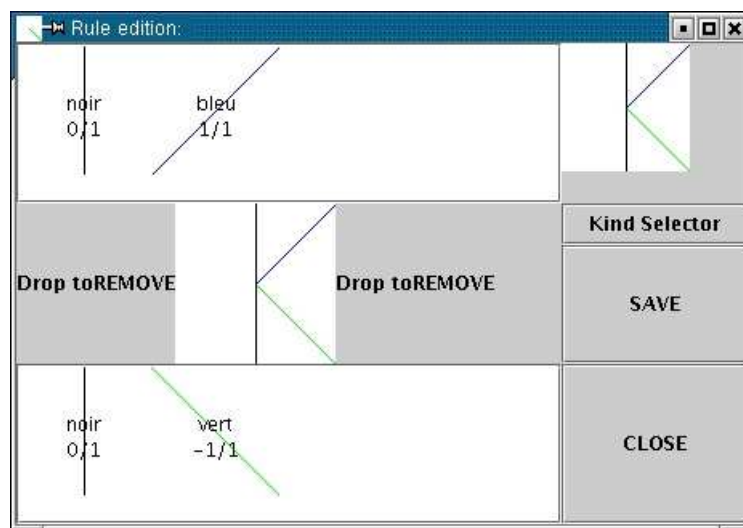 Rule edition:
noir bleu
0/1 1/1
Kind Selector
Drop toREMOVE Drop toREMOVE
SAVE
noir vert
0/1 -1/1
CLOSE